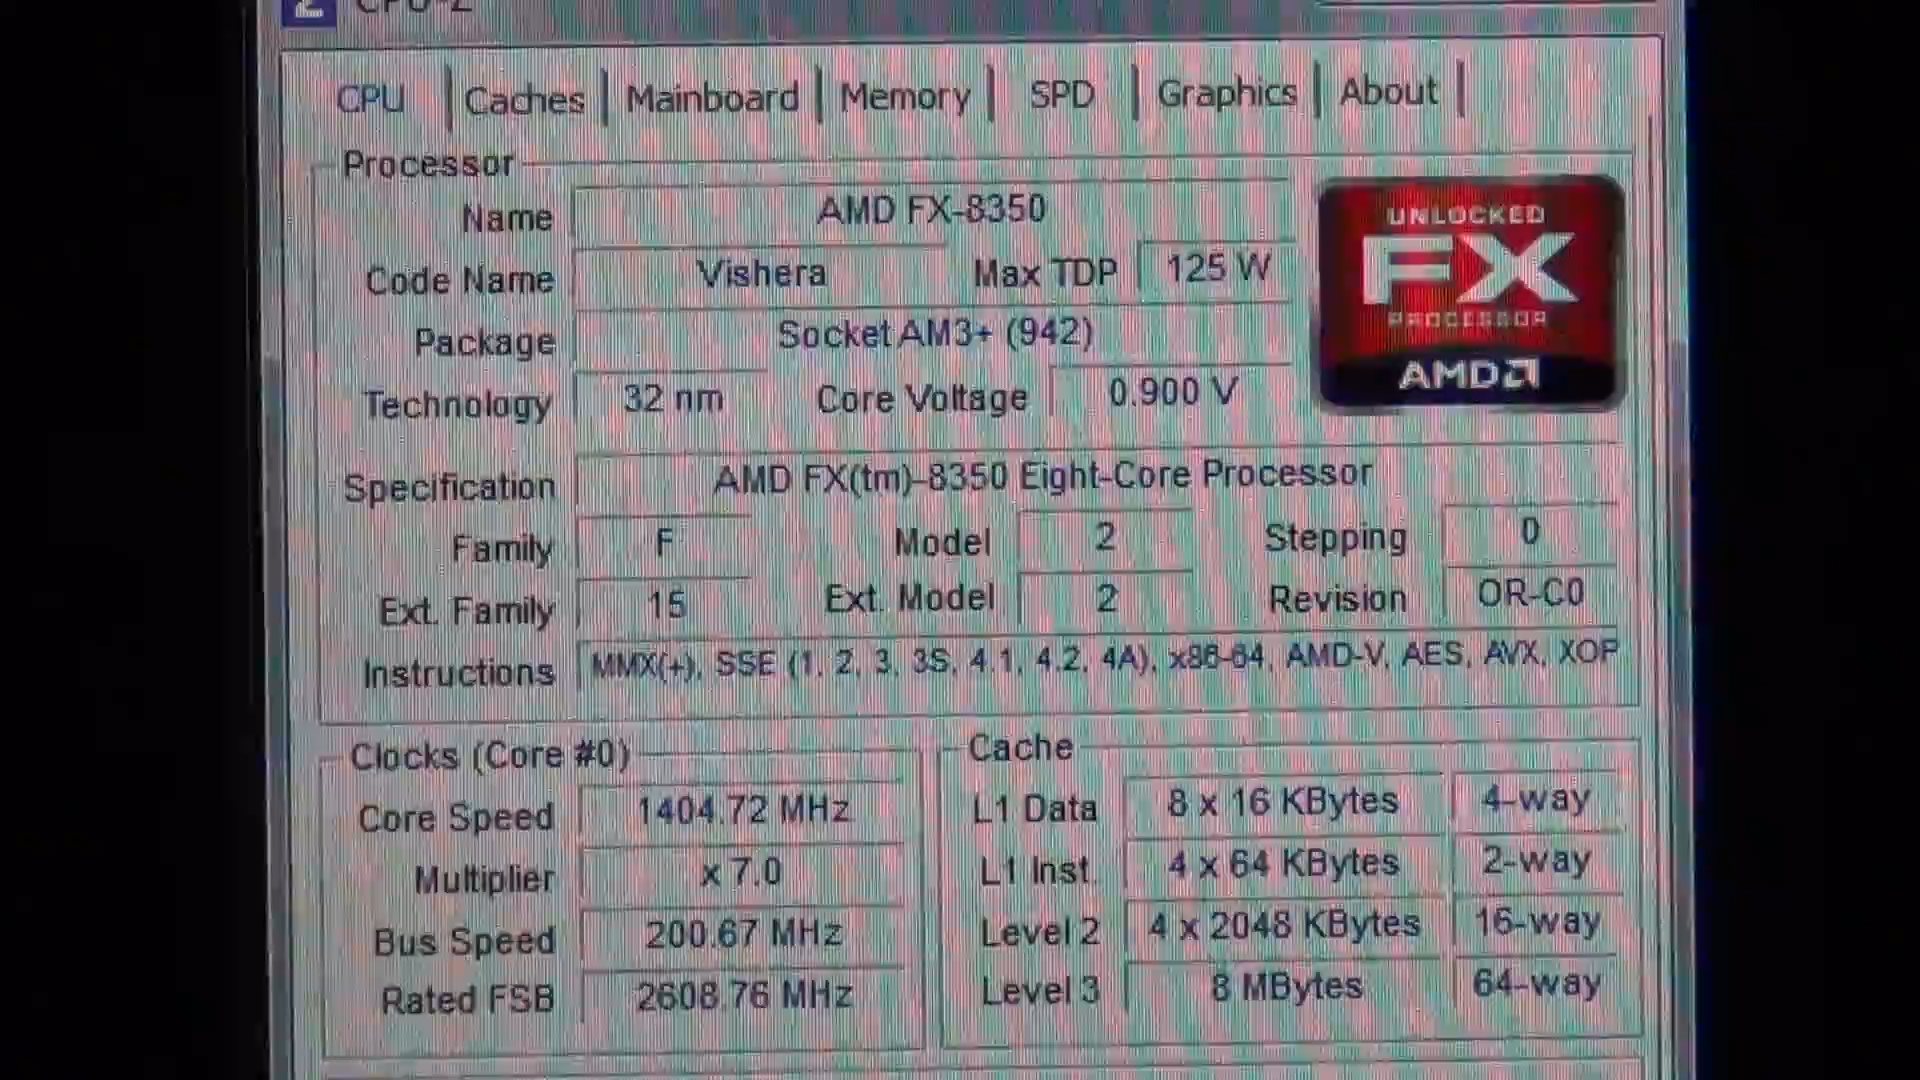 CPU-Z
CPU Caches Mainboard Memory SPD Graphics About
Processor
Name AMD FX-8350
Code Name Vishera Max TDP 125 W
Package Socket AM3+ (942)
Technology 32 nm Core Voltage 0.900 V
UNLOCKED
FX
PROCESSOR
AMD
Specification AMD FX(tm)-8350 Eight-Core Processor
Family F Model 2 Stepping 0
Ext. Family 15 Ext. Model 2 Revision OR-C0
Instructions MMX(+), SSE (1, 2, 3, 3S, 4.1, 4.2, 4A), x86-64, AMD-V, AES, AVX, XOP
Clocks (Core #0)
Core Speed 1404.72 MHz
Multiplier x 7.0
Bus Speed 200.67 MHz
Rated FSB 2608.76 MHz
Cache
L1 Data 8 x 16 KBytes 4-way
L1 Inst. 4 x 64 KBytes 2-way
Level 2 4 x 2048 KBytes 16-way
Level 3 8 MBytes 64-way